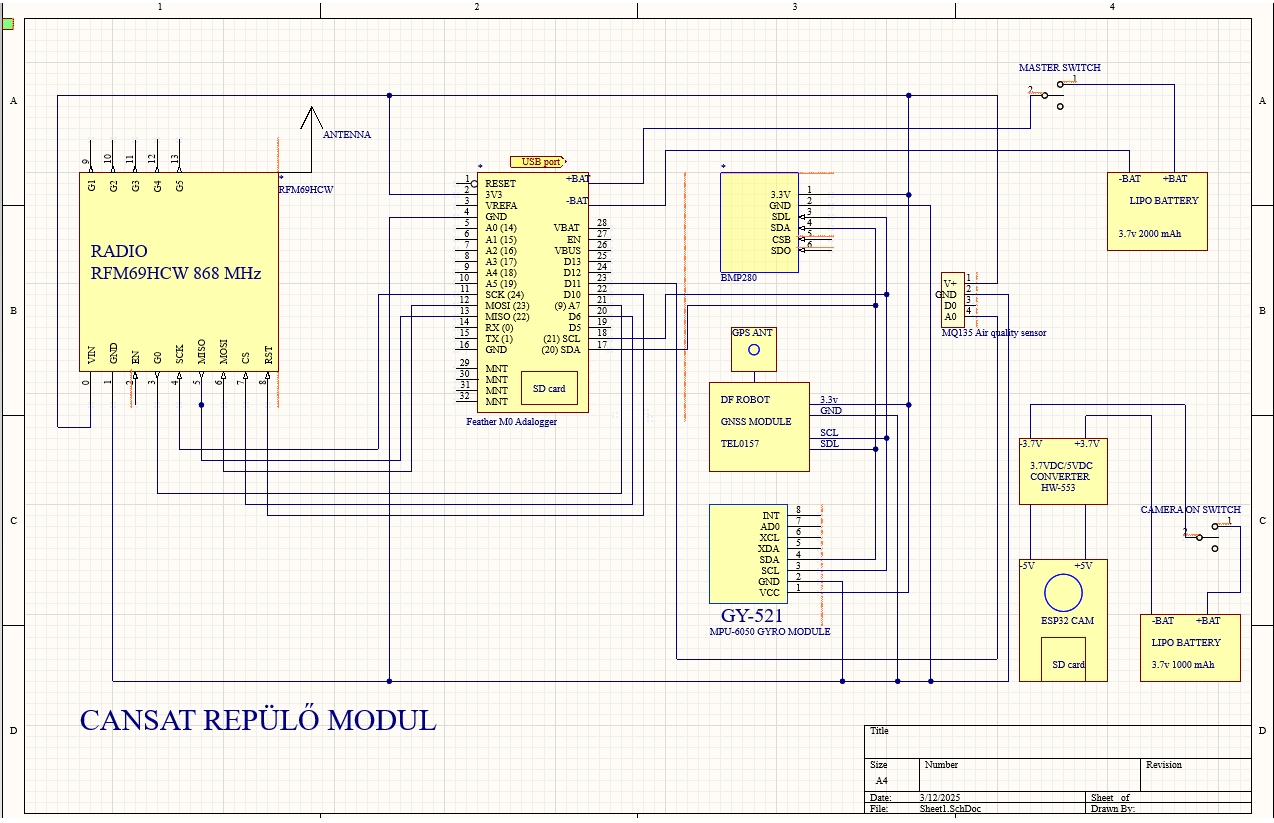 1 2 3 4
A A
B B
C C
D D
MASTER SWITCH
1
2
ANTENNA
RFM69HCW
*
9 10 11 12 13
G1 G2 G3 G4 G5
RADIO
RFM69HCW 868 MHz
VIN GND EN G0 SCK MISO MOSI CS RST
0 1 2 3 4 5 6 7 8
USB port
*
1 RESET +BAT
2 3V3
3 VREFA -BAT
4 GND
5 A0 (14) VBAT 28
6 A1 (15) EN 27
7 A2 (16) VBUS 26
8 A3 (17) D13 25
9 A4 (18) D12 24
10 A5 (19) D11 23
11 SCK (24) D10 22
12 MOSI (23) (9) A7 21
13 MISO (22) D6 20
14 RX (0) D5 19
15 TX (1) (21) SCL 18
16 GND (20) SDA 17
29 MNT
30 MNT
31 MNT
32 MNT
SD card
Feather M0 Adalogger
*
3.3V 1
GND 2
SDL 3
SDA 4
CSB 5
SDO 6
BMP280
-BAT +BAT
LIPO BATTERY
3.7v 2000 mAh
V+ 1
GND 2
D0 3
A0 4
MQ135 Air quality sensor
GPS ANT
DF ROBOT
GNSS MODULE
TEL0157
3.3v
GND
SCL
SDL
INT 8
AD0 7
XCL 6
XDA 5
SDA 4
SCL 3
GND 2
VCC 1
GY-521
MPU-6050 GYRO MODULE
-3.7V +3.7V
3.7VDC/5VDC
CONVERTER
HW-553
CAMERA ON SWITCH
1
2
-5V +5V
ESP32 CAM
SD card
-BAT +BAT
LIPO BATTERY
3.7v 1000 mAh
CANSAT REPÜLŐ MODUL
Title
Size Number Revision
A4
Date: 3/12/2025 Sheet of
File: Sheet1.SchDoc Drawn By: